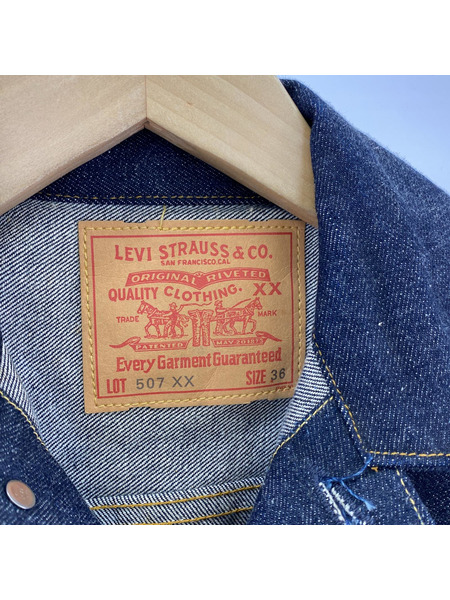 LEVI STRAUSS & CO.
SAN FRANCISCO, CAL
ORIGINAL RIVETED
QUALITY CLOTHING. XX
TRADE MARK
PATENTED MAY 20 1873
Every Garment Guaranteed
LOT 507 XX SIZE 36